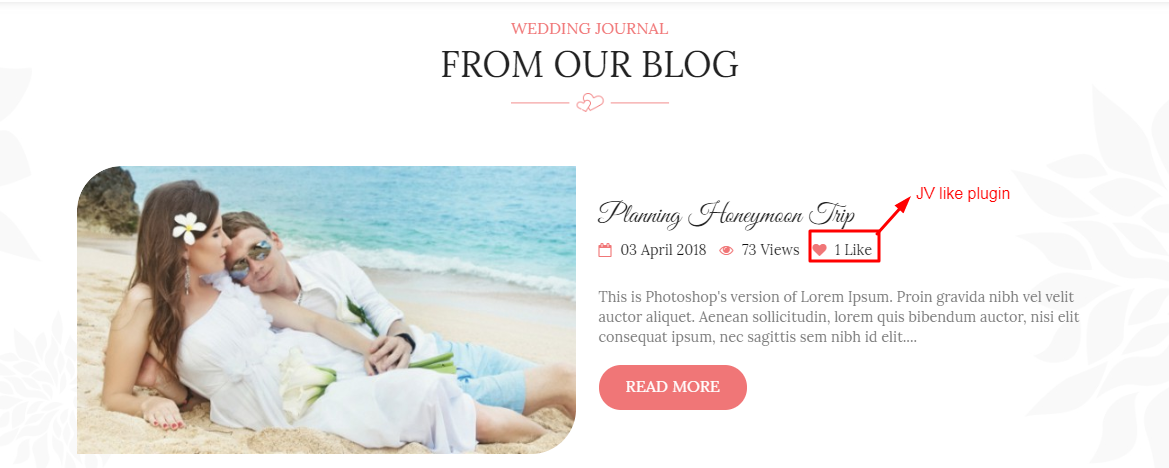 WEDDING JOURNAL
FROM OUR BLOG
JV like plugin
Planning Honeymoon Trip
03 April 2018 73 Views 1 Like
This is Photoshop's version of Lorem Ipsum. Proin gravida nibh vel velit
auctor aliquet. Aenean sollicitudin, lorem quis bibendum auctor, nisi elit
consequat ipsum, nec sagittis sem nibh id elit....
READ MORE